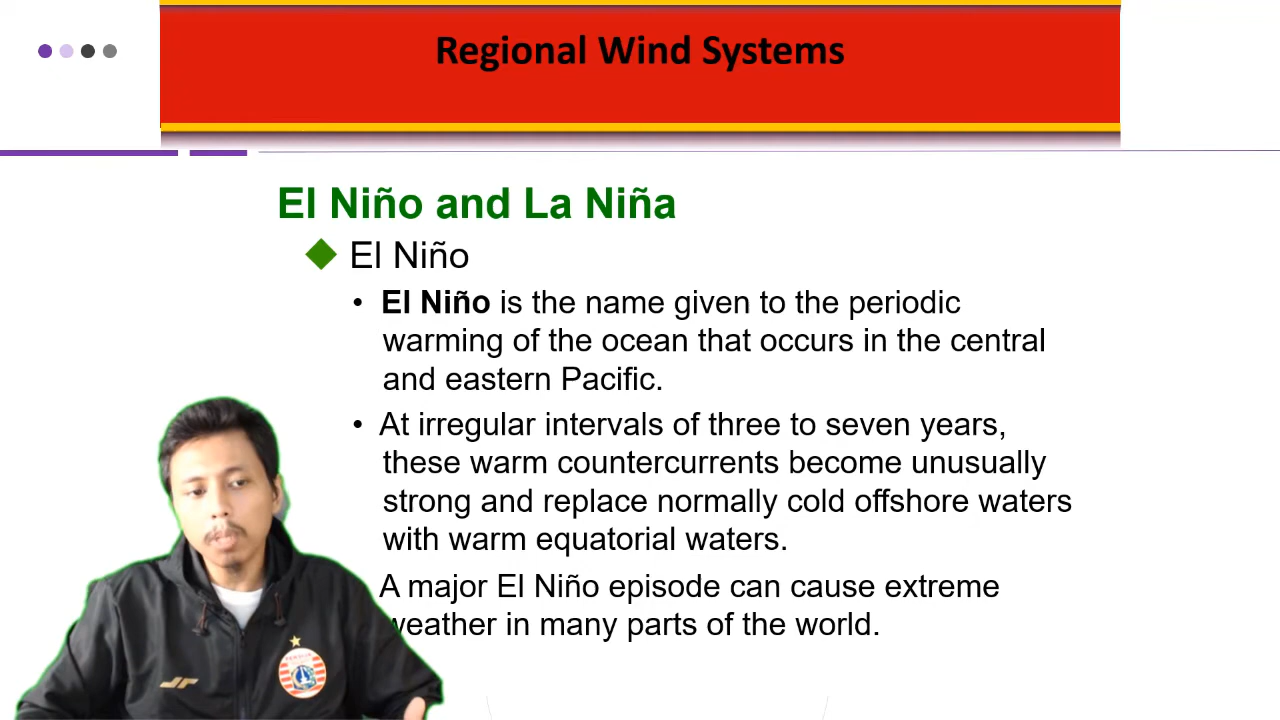 Regional Wind Systems
El Niño and La Niña
El Niño
• El Niño is the name given to the periodic
warming of the ocean that occurs in the central
and eastern Pacific.
• At irregular intervals of three to seven years,
these warm countercurrents become unusually
strong and replace normally cold offshore waters
with warm equatorial waters.
A major El Niño episode can cause extreme
weather in many parts of the world.